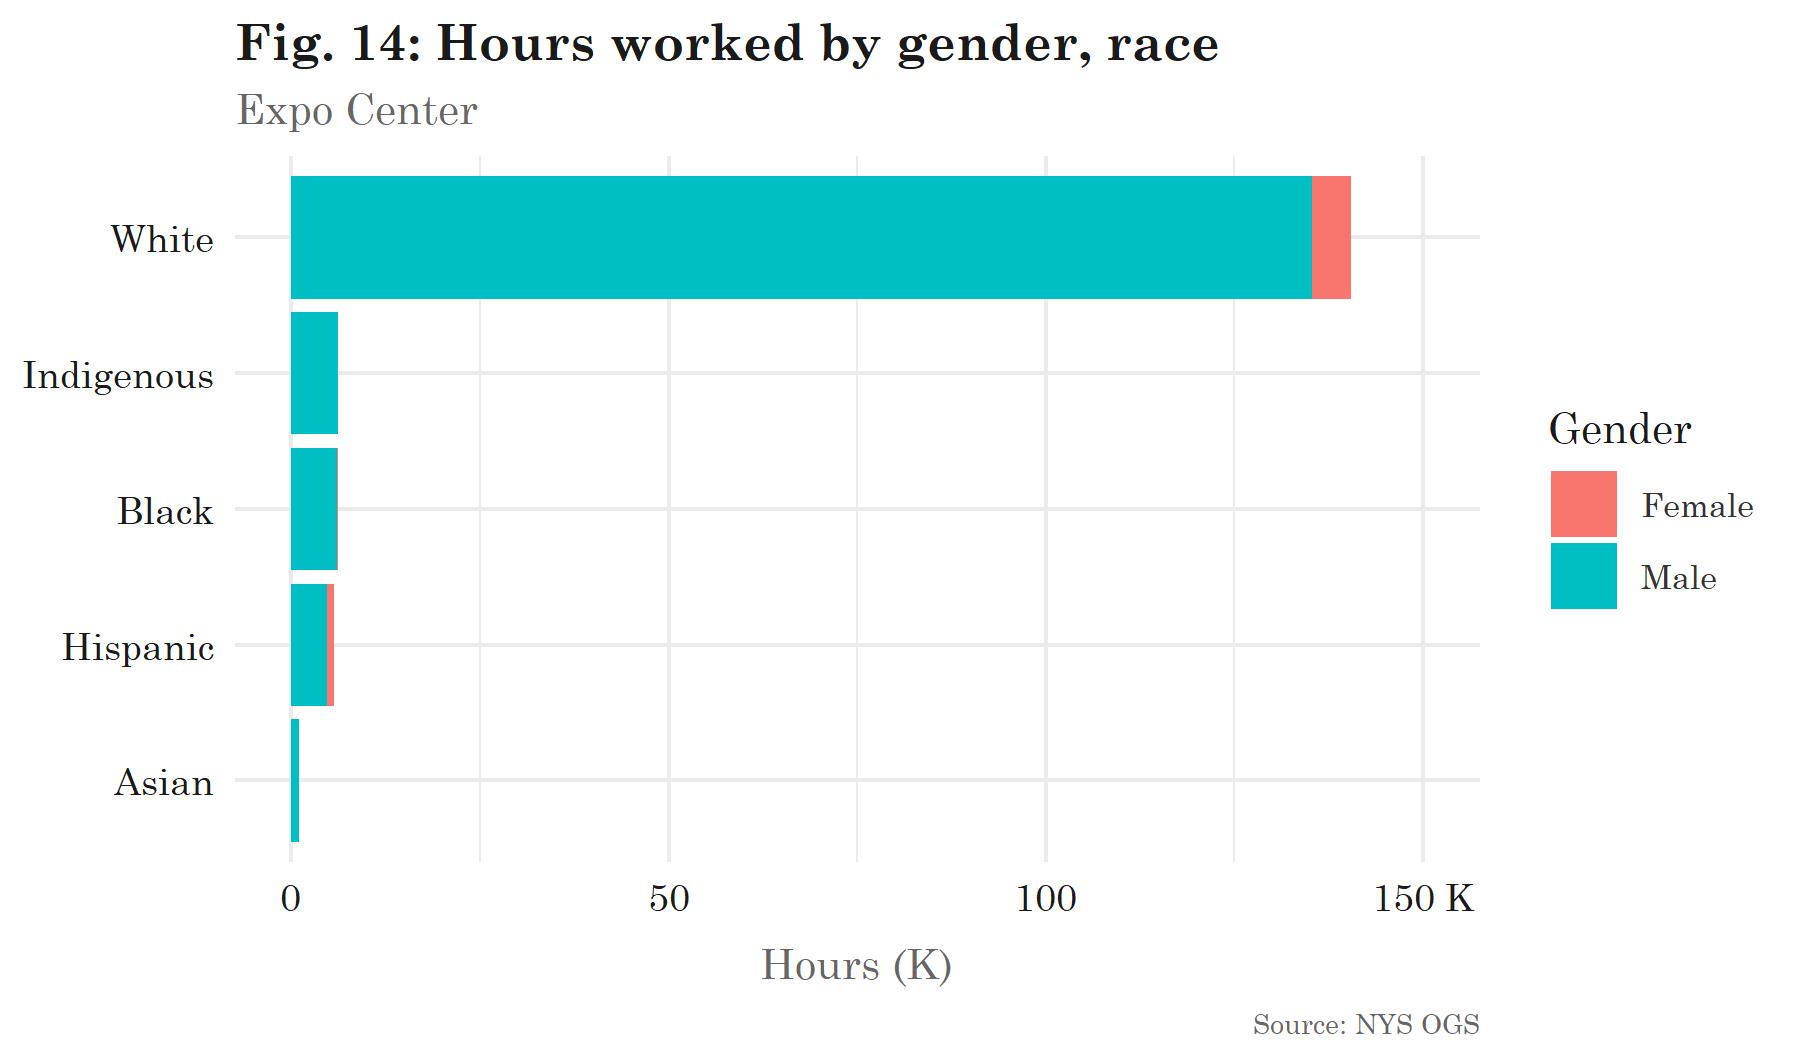 Fig. 14: Hours worked by gender, race
Expo Center
White
Indigenous
Black
Hispanic
Asian
0
50
100
150 K
Hours (K)
Gender
Female
Male
Source: NYS OGS